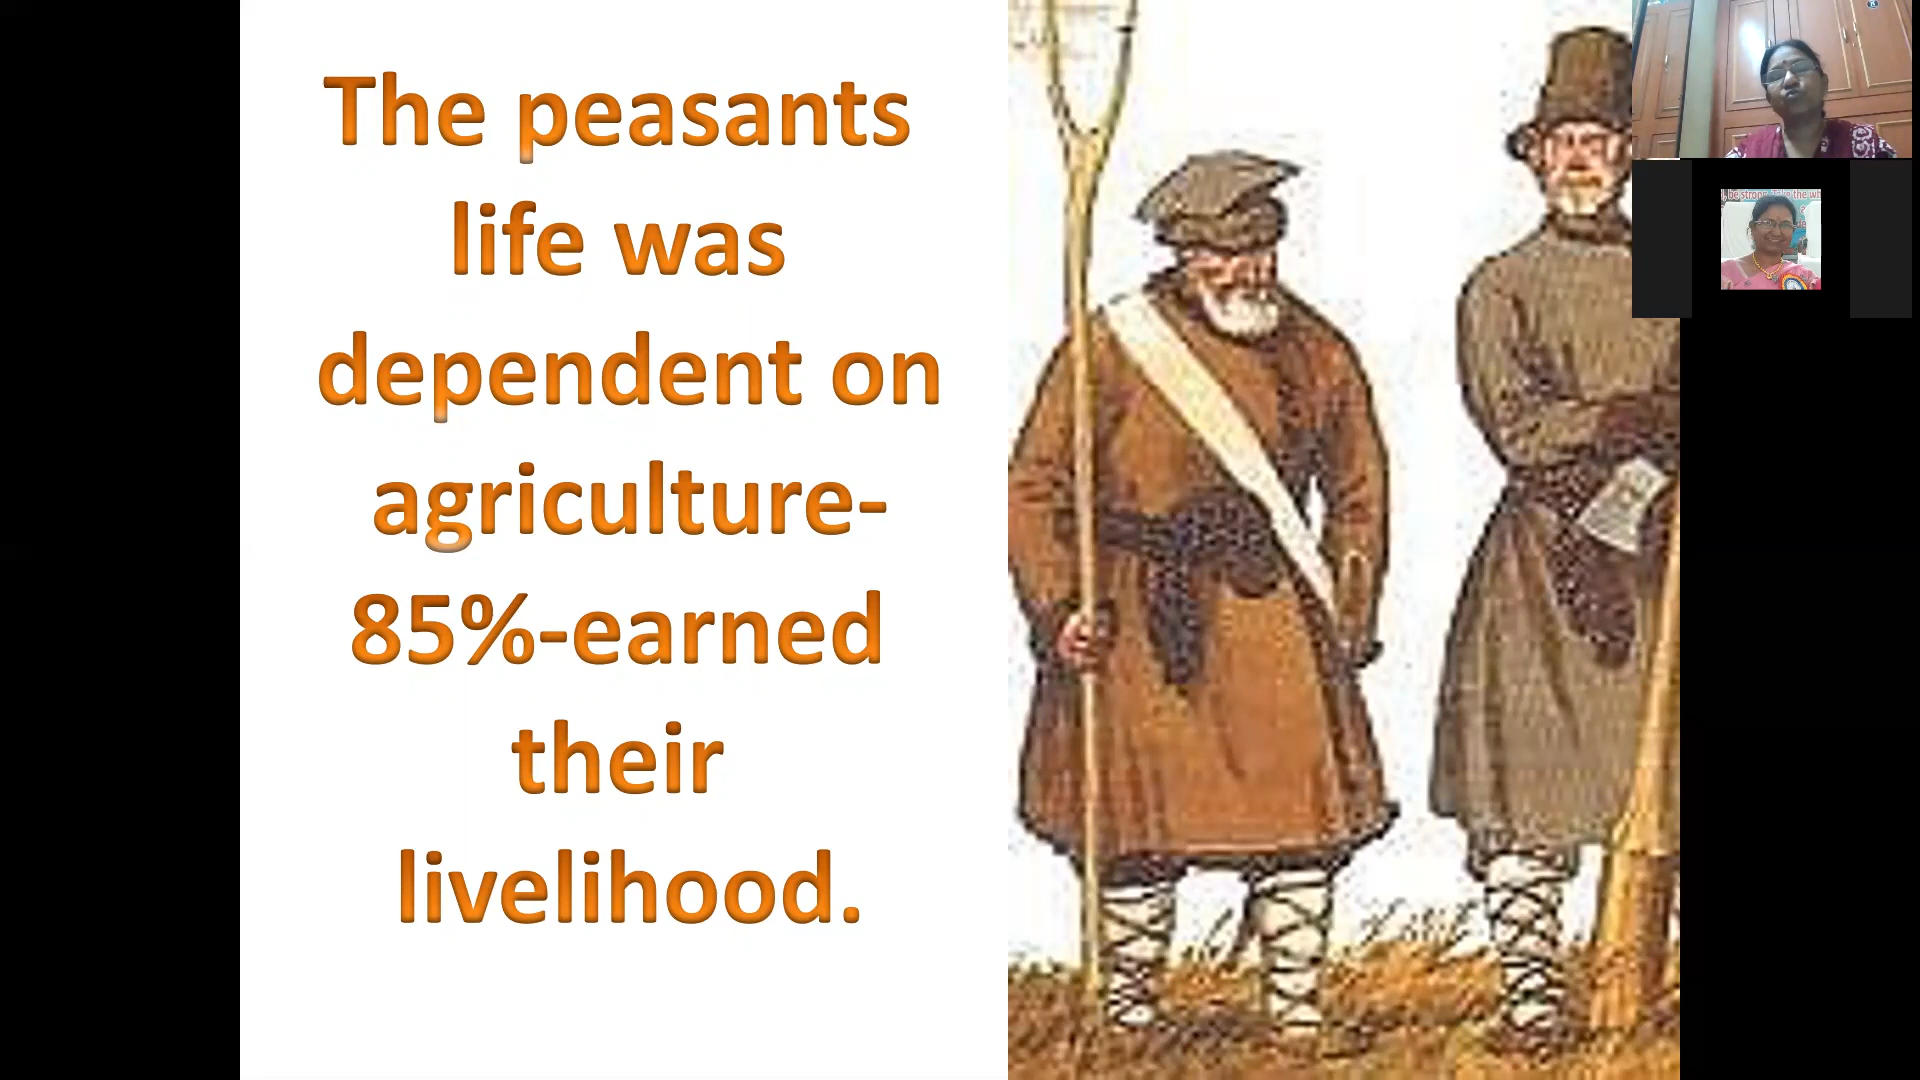 The peasants
life was
dependent on
agriculture-
85%-earned
their
livelihood.